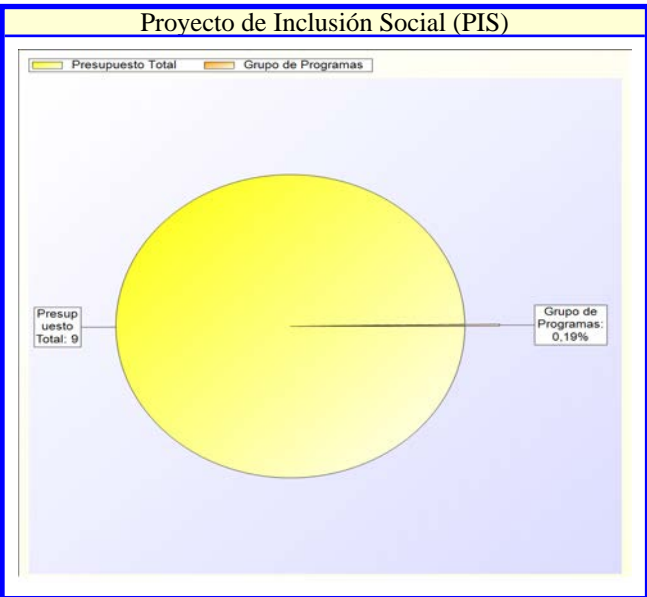 Proyecto de Inclusión Social (PIS)
Presupuesto Total Grupo de Programas
Presup
uesto
Total: 9
Grupo de
Programas:
0,19%